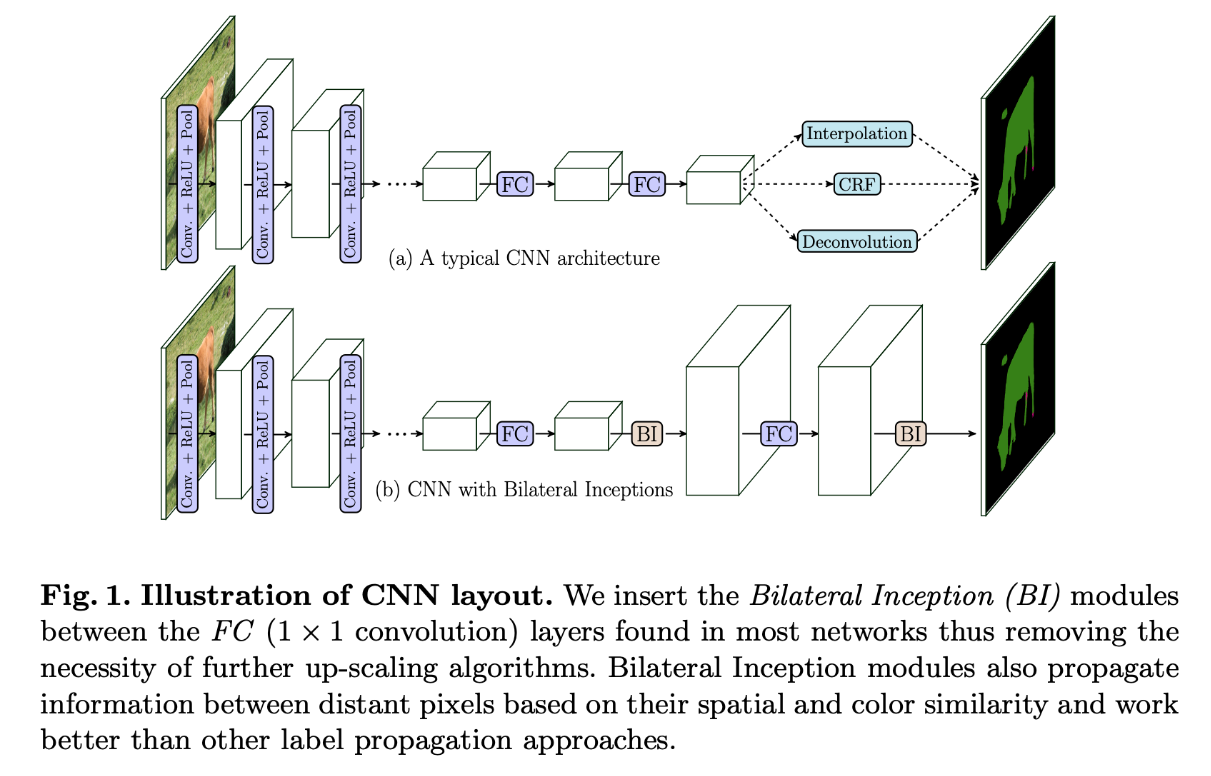 Conv. + ReLU + Pool
Conv. + ReLU + Pool
Conv. + ReLU + Pool
FC
FC
Interpolation
CRF
Deconvolution
(a) A typical CNN architecture
Conv. + ReLU + Pool
Conv. + ReLU + Pool
Conv. + ReLU + Pool
FC
BI
FC
BI
(b) CNN with Bilateral Inceptions
Fig. 1. Illustration of CNN layout. We insert the Bilateral Inception (BI) modules
between the FC (1 × 1 convolution) layers found in most networks thus removing the
necessity of further up-scaling algorithms. Bilateral Inception modules also propagate
information between distant pixels based on their spatial and color similarity and work
better than other label propagation approaches.